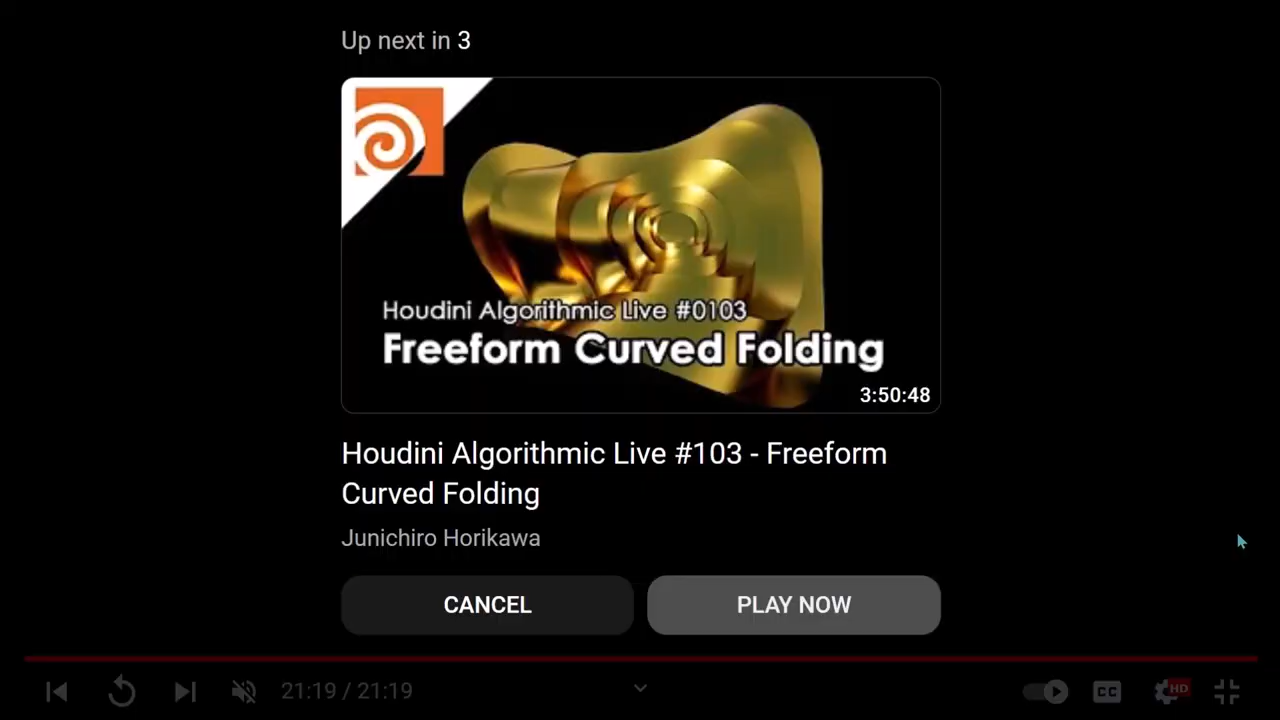 Up next in 3
Houdini Algorithmic Live #0103
Freeform Curved Folding
3:50:48
Houdini Algorithmic Live #103 - Freeform
Curved Folding
Junichiro Horikawa
CANCEL
PLAY NOW
21:19 / 21:19
CC
HD